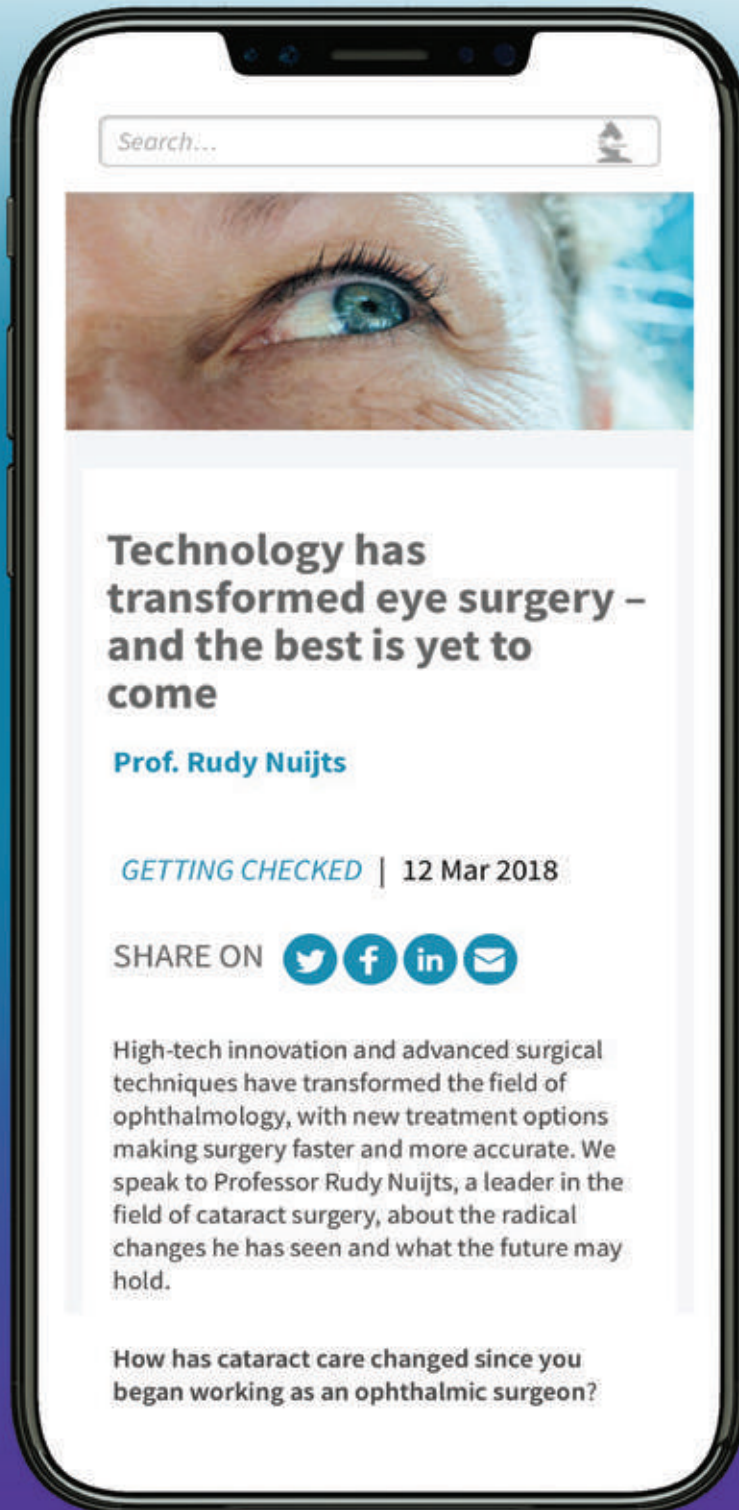 Search...
Technology has
transformed eye surgery –
and the best is yet to
come
Prof. Rudy Nuijts
GETTING CHECKED | 12 Mar 2018
SHARE ON
High-tech innovation and advanced surgical
techniques have transformed the field of
ophthalmology, with new treatment options
making surgery faster and more accurate. We
speak to Professor Rudy Nuijts, a leader in the
field of cataract surgery, about the radical
changes he has seen and what the future may
hold.
How has cataract care changed since you
began working as an ophthalmic surgeon?